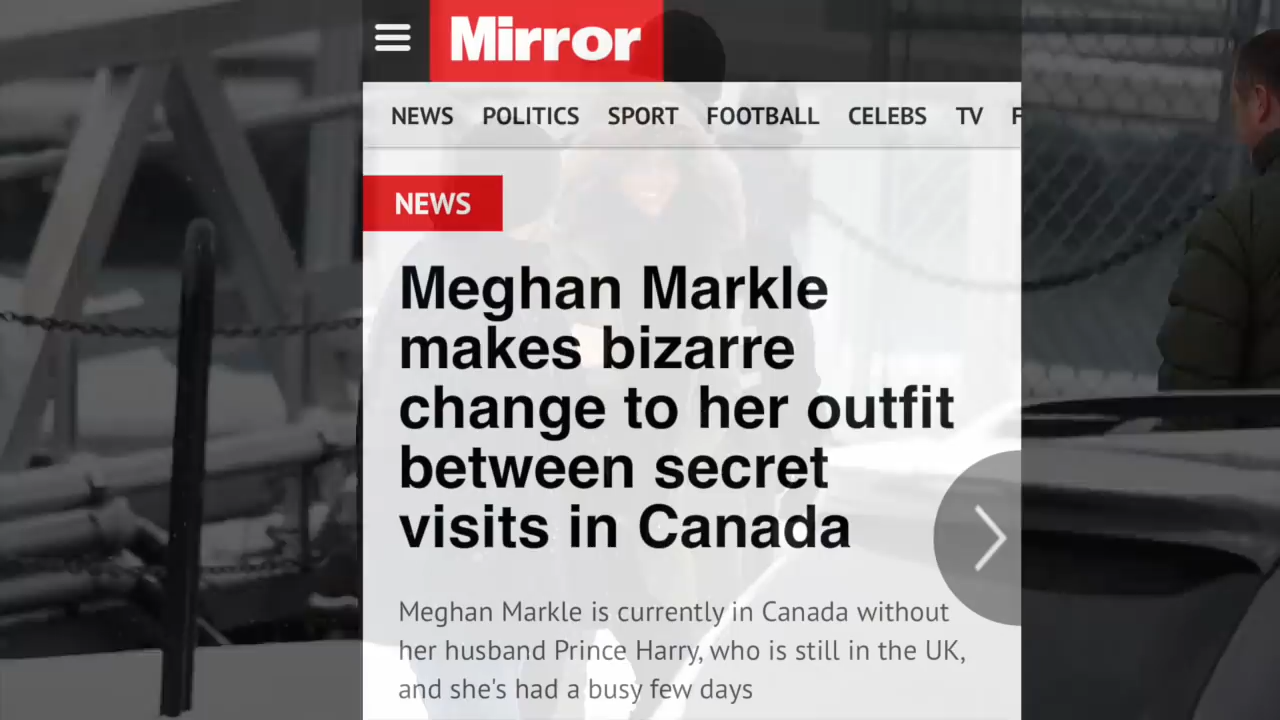 Mirror
NEWS POLITICS SPORT FOOTBALL CELEBS TV F
NEWS
Meghan Markle
makes bizarre
change to her outfit
between secret
visits in Canada
Meghan Markle is currently in Canada without
her husband Prince Harry, who is still in the UK,
and she's had a busy few days